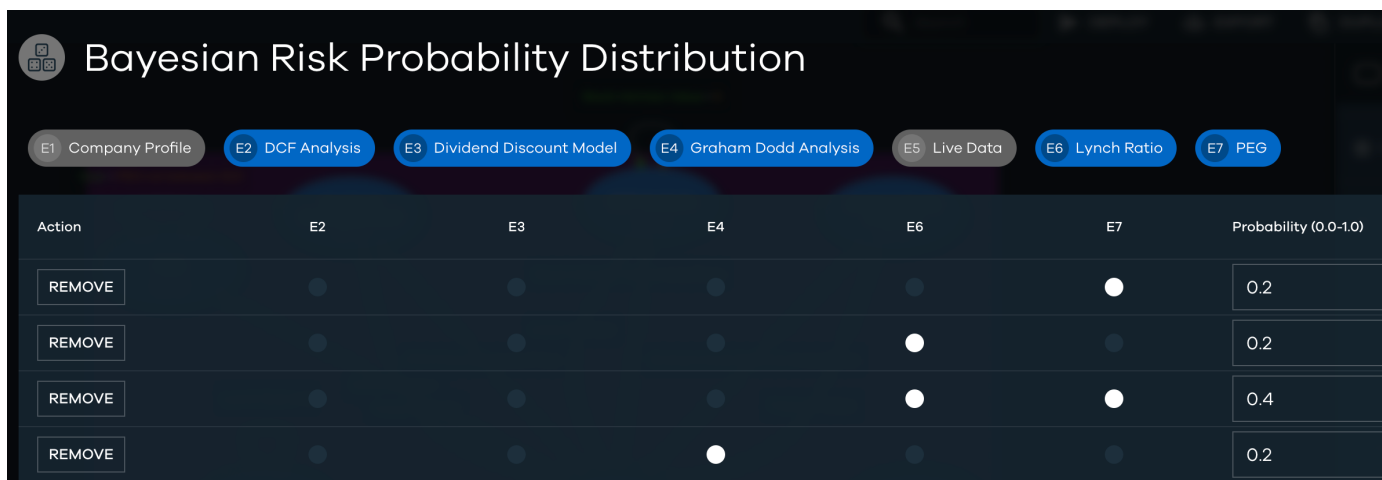 Bayesian Risk Probability Distribution
E1 Company Profile E2 DCF Analysis E3 Dividend Discount Model E4 Graham Dodd Analysis E5 Live Data E6 Lynch Ratio E7 PEG
Action E2 E3 E4 E6 E7 Probability (0.0-1.0)
REMOVE 0.2
REMOVE 0.2
REMOVE 0.4
REMOVE 0.2